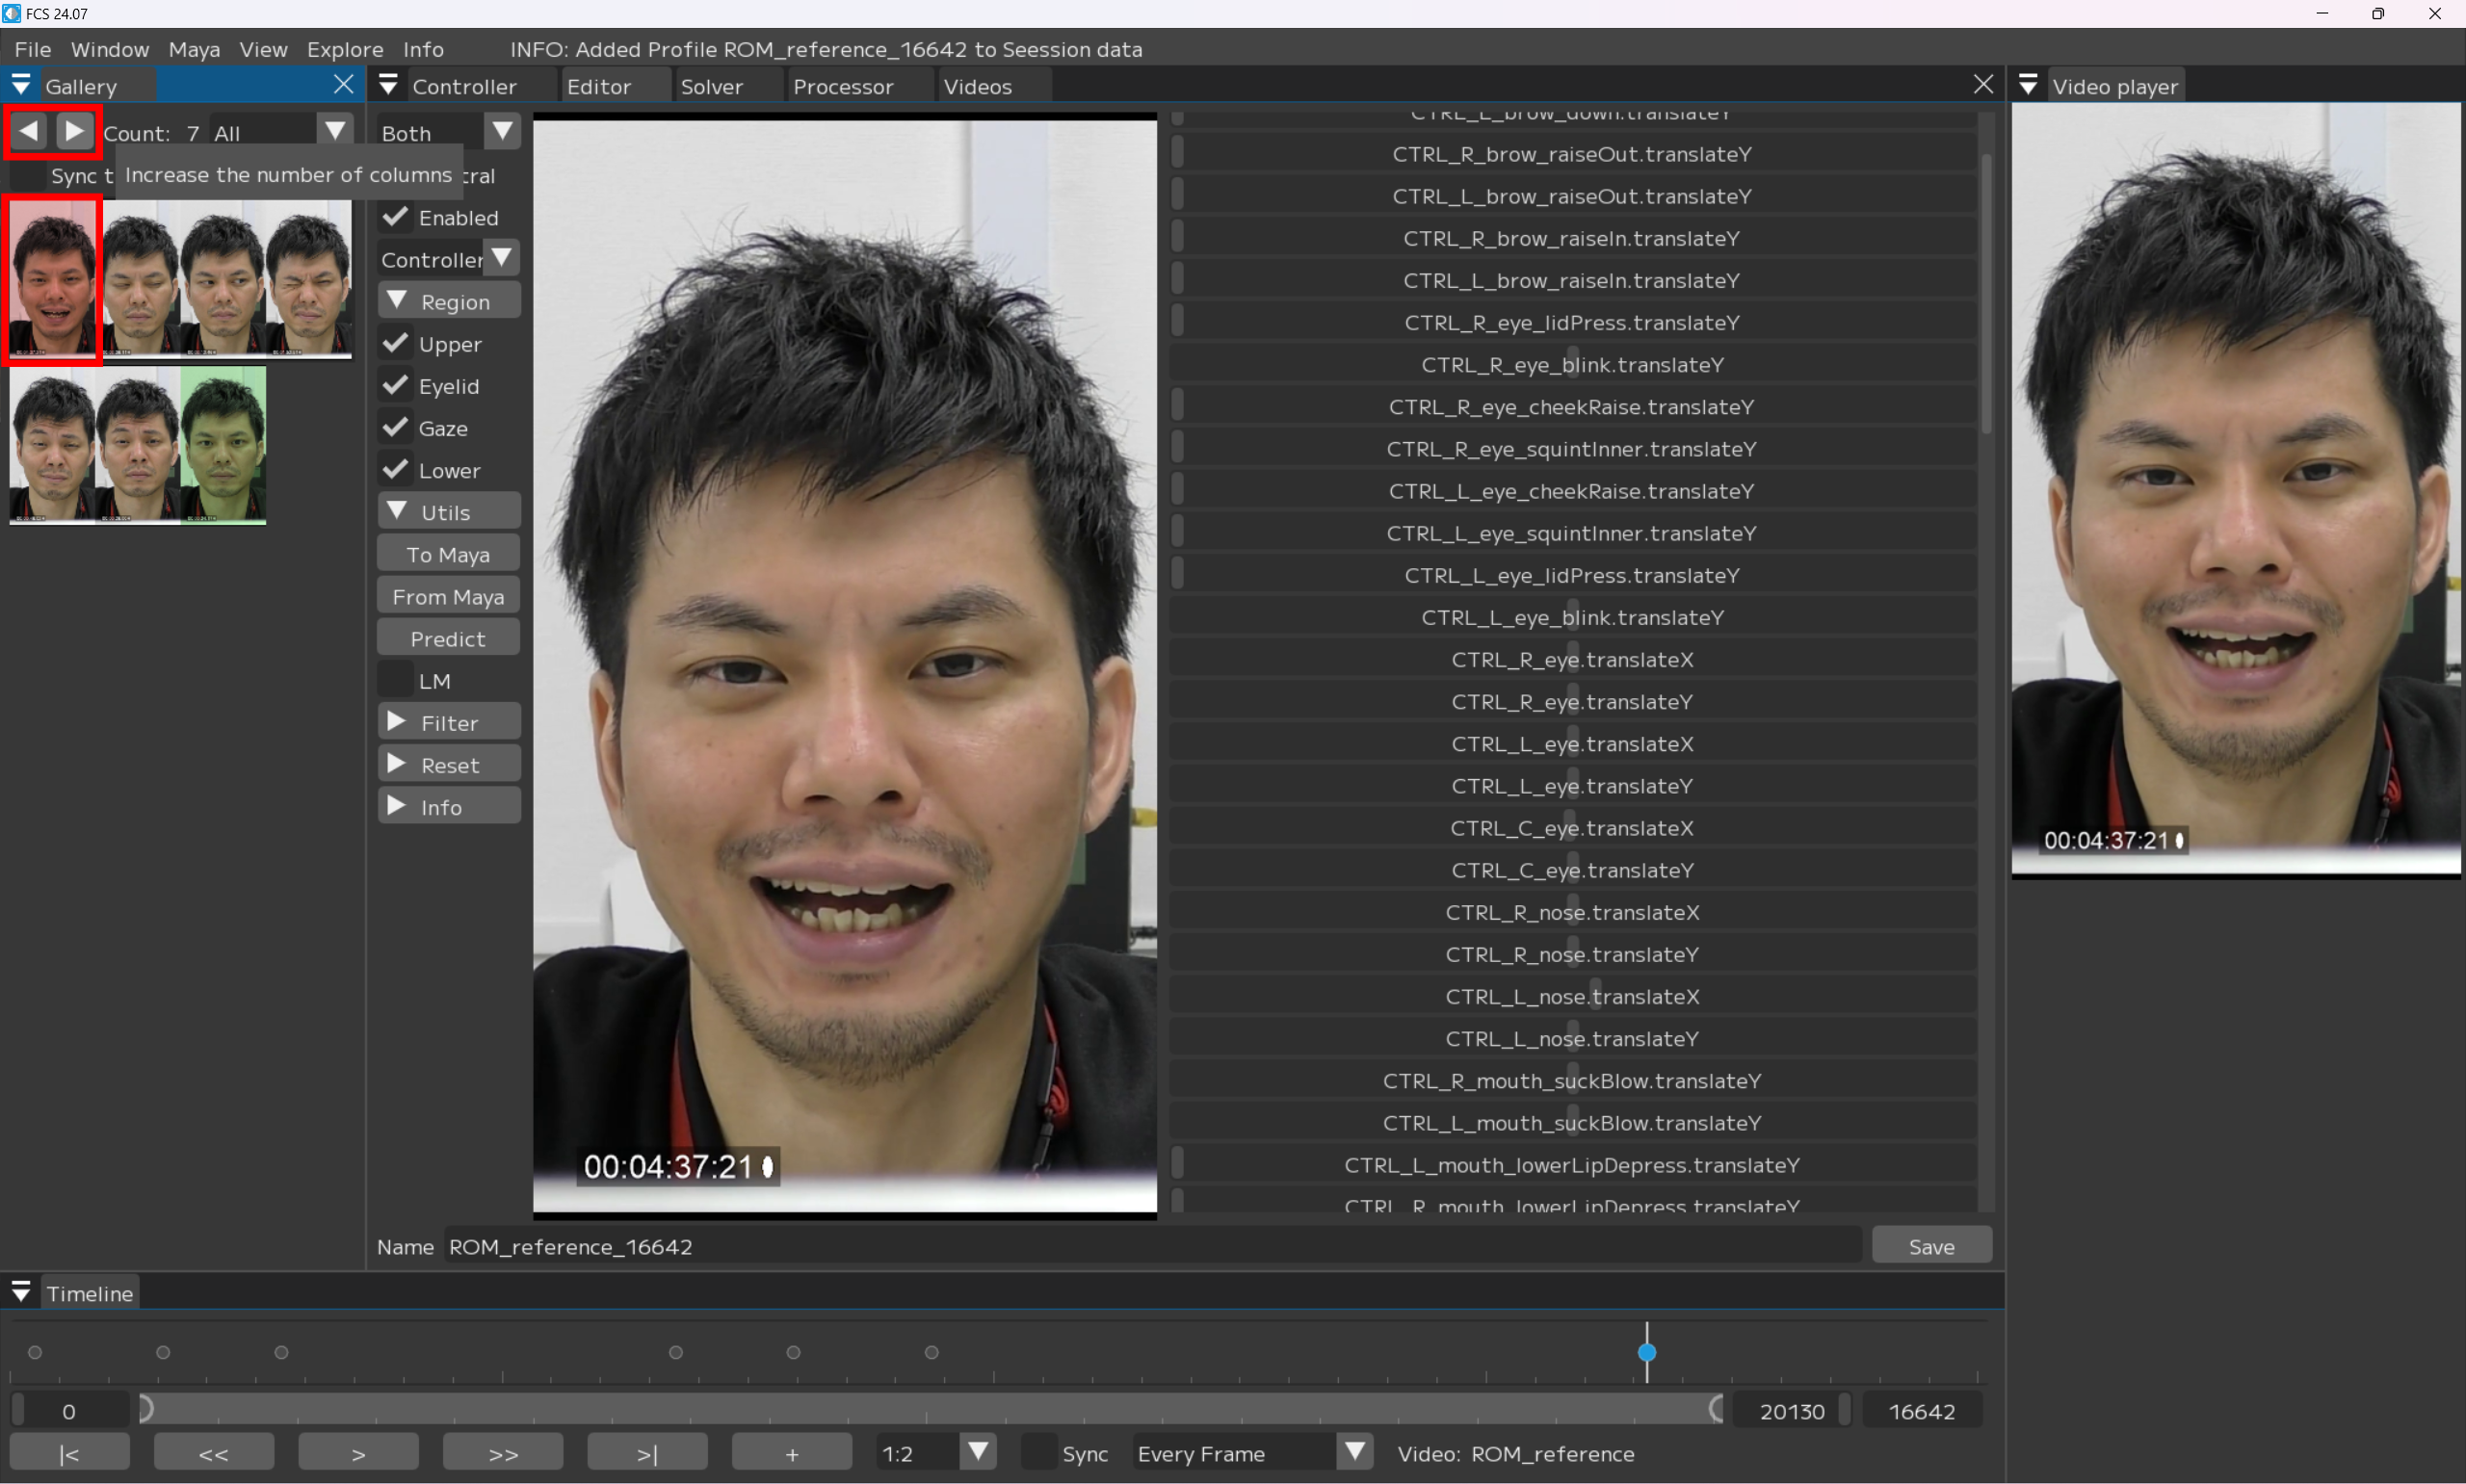 FCS 24.07
File Window Maya View Explore Info INFO: Added Profile ROM_reference_16642 to Seession data
Gallery
Controller Editor Solver Processor Videos
Video player
Count: 7 All
Both
Sync t
Increase the number of columns
tral
Enabled
Controller
Region
Upper
Eyelid
Gaze
Lower
Utils
To Maya
From Maya
Predict
LM
Filter
Reset
Info
CTRL_L_brow_down.translateY
CTRL_R_brow_raiseOut.translateY
CTRL_L_brow_raiseOut.translateY
CTRL_R_brow_raiseIn.translateY
CTRL_L_brow_raiseIn.translateY
CTRL_R_eye_lidPress.translateY
CTRL_R_eye_blink.translateY
CTRL_R_eye_cheekRaise.translateY
CTRL_R_eye_squintInner.translateY
CTRL_L_eye_cheekRaise.translateY
CTRL_L_eye_squintInner.translateY
CTRL_L_eye_lidPress.translateY
CTRL_L_eye_blink.translateY
CTRL_R_eye.translateX
CTRL_R_eye.translateY
CTRL_L_eye.translateX
CTRL_L_eye.translateY
CTRL_C_eye.translateX
CTRL_C_eye.translateY
CTRL_R_nose.translateX
CTRL_R_nose.translateY
CTRL_L_nose.translateX
CTRL_L_nose.translateY
CTRL_R_mouth_suckBlow.translateY
CTRL_L_mouth_suckBlow.translateY
CTRL_L_mouth_lowerLipDepress.translateY
CTRL_R_mouth_lowerLipDepress.translateY
00:04:37:21
00:04:37:21
Name ROM_reference_16642 Save
Timeline
0 20130 16642
|< << > >> >| + 1:2 Sync Every Frame Video: ROM_reference